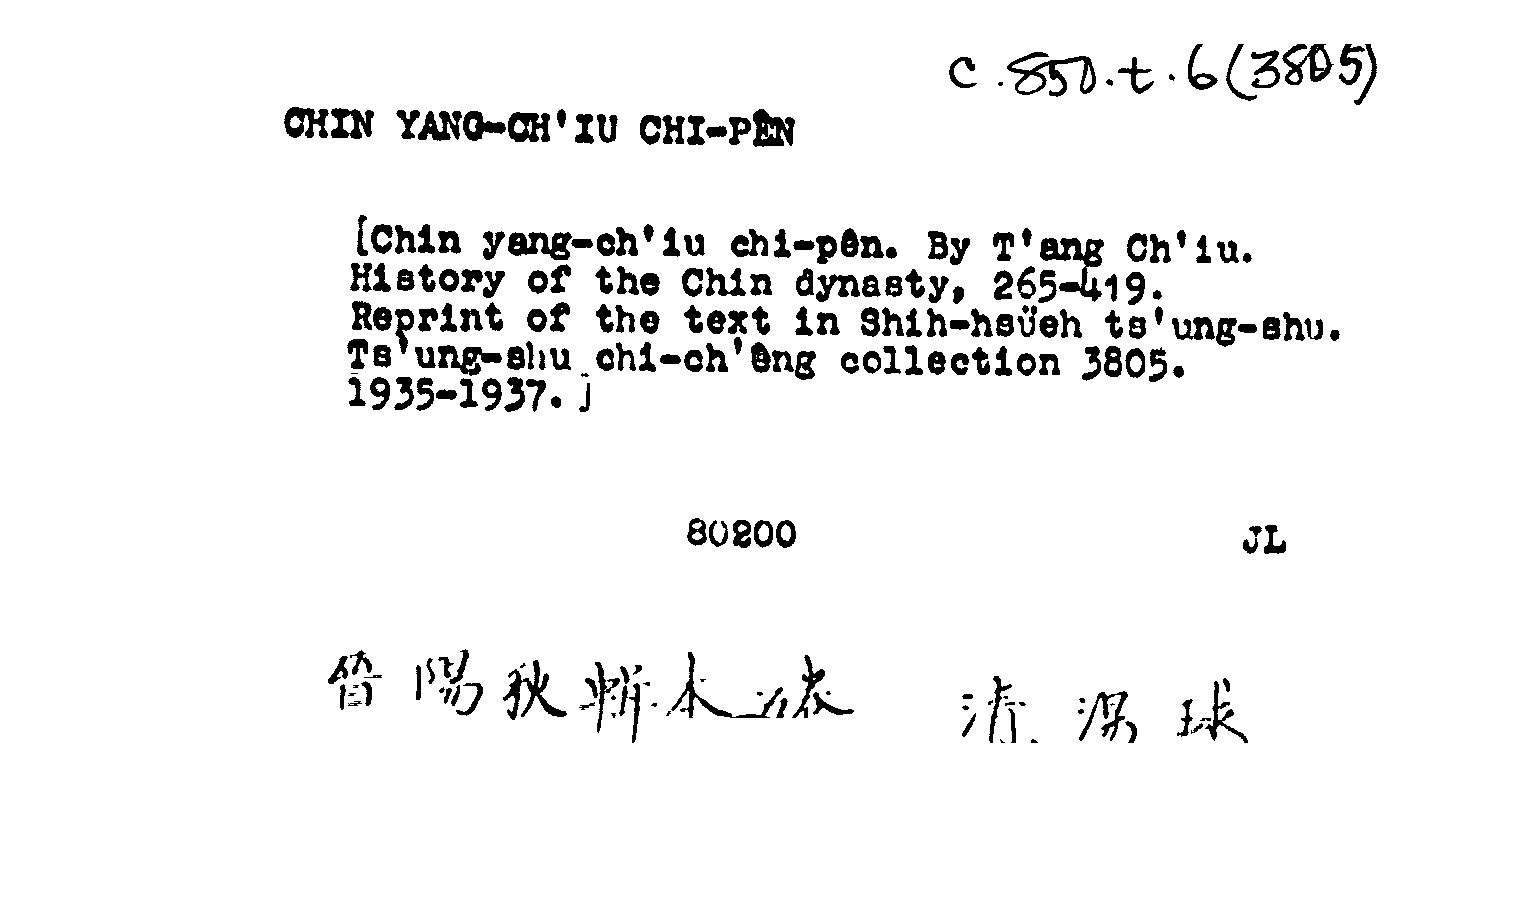 C.850.t.6(3805)
CHIN YANG-CH'IU CHI-PÊN
[Chin yang-ch'iu chi-pên. By T'ang Ch'iu.
History of the Chin dynasty, 265-419.
Reprint of the text in Shih-hsüeh ts'ung-shu.
Ts'ung-shu chi-ch'êng collection 3805.
1935-1937.]
80200 JL
晉陽秋輯本 清湯球